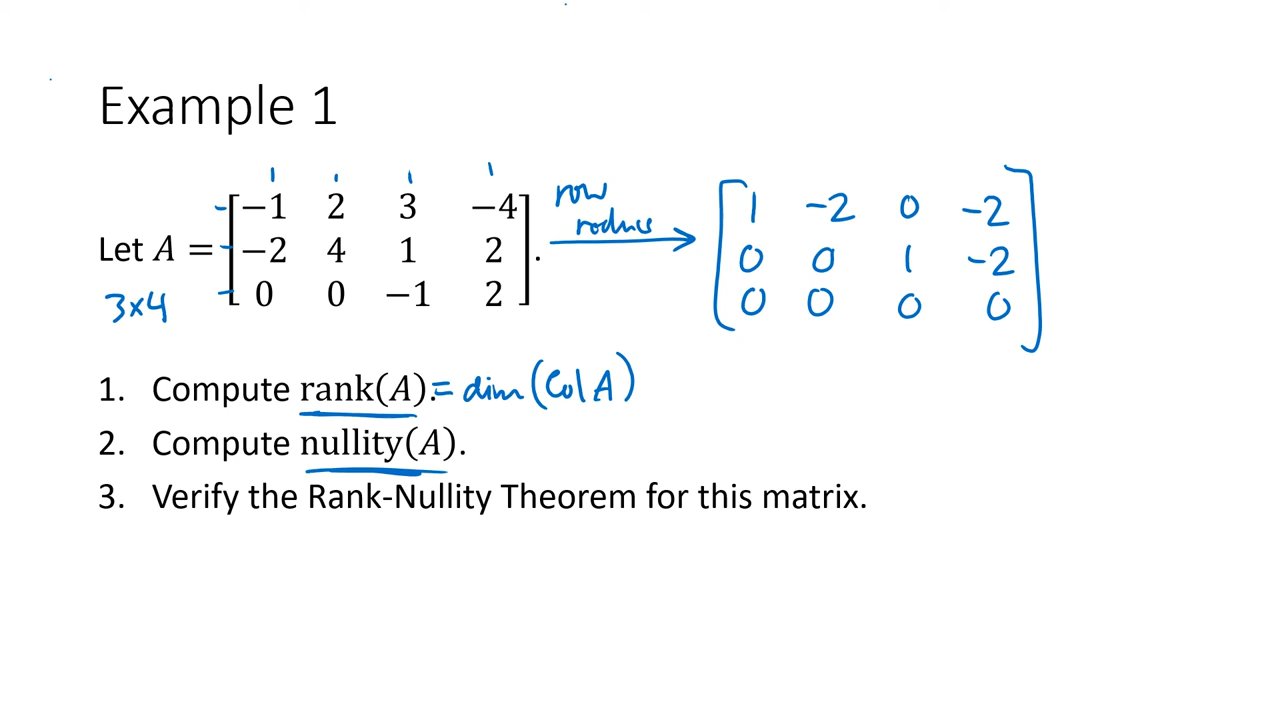 Example 1
Let A = [−1 2 3 −4
−2 4 1 2
0 0 −1 2].
3x4
row reduce
[1 -2 0 -2
0 0 1 -2
0 0 0 0]
1. Compute rank(A). = dim(Col A)
2. Compute nullity(A).
3. Verify the Rank-Nullity Theorem for this matrix.